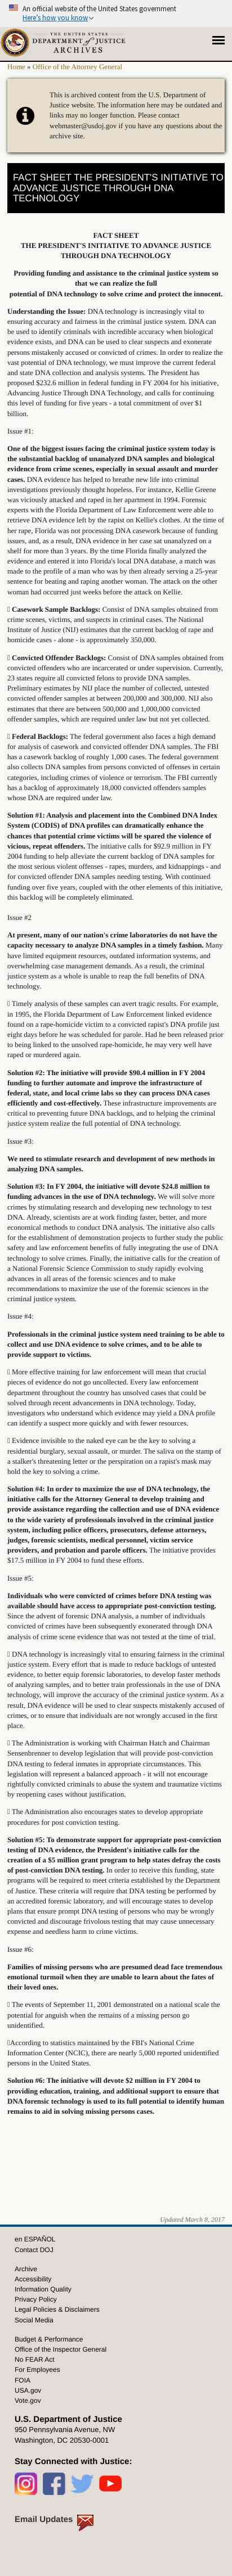 An official website of the United States government
Here's how you know
THE UNITED STATES
DEPARTMENT of JUSTICE
ARCHIVES
Home » Office of the Attorney General
This is archived content from the U.S. Department of
Justice website. The information here may be outdated and
links may no longer function. Please contact
webmaster@usdoj.gov if you have any questions about the
archive site.
FACT SHEET THE PRESIDENT'S INITIATIVE TO
ADVANCE JUSTICE THROUGH DNA
TECHNOLOGY
FACT SHEET
THE PRESIDENT'S INITIATIVE TO ADVANCE JUSTICE
THROUGH DNA TECHNOLOGY
Providing funding and assistance to the criminal justice system so
that we can realize the full
potential of DNA technology to solve crime and protect the innocent.
Understanding the Issue: DNA technology is increasingly vital to
ensuring accuracy and fairness in the criminal justice system. DNA can
be used to identify criminals with incredible accuracy when biological
evidence exists, and DNA can be used to clear suspects and exonerate
persons mistakenly accused or convicted of crimes. In order to realize the
vast potential of DNA technology, we must improve the current federal
and state DNA collection and analysis systems. The President has
proposed $232.6 million in federal funding in FY 2004 for his initiative,
Advancing Justice Through DNA Technology, and calls for continuing
this level of funding for five years - a total commitment of over $1
billion.
Issue #1:
One of the biggest issues facing the criminal justice system today is
the substantial backlog of unanalyzed DNA samples and biological
evidence from crime scenes, especially in sexual assault and murder
cases. DNA evidence has helped to breathe new life into criminal
investigations previously thought hopeless. For instance, Kellie Greene
was viciously attacked and raped in her apartment in 1994. Forensic
experts with the Florida Department of Law Enforcement were able to
retrieve DNA evidence left by the rapist on Kellie's clothes. At the time of
her rape, Florida was not processing DNA evidence because of funding
issues, and, as a result, DNA evidence in her case sat unanalyzed on a
shelf for more than 3 years. By the time Florida finally analyzed the
evidence and entered it into Florida's local DNA database, a match was
made to the profile of a man who was by then already serving a 25-year
sentence for beating and raping another woman. The attack on the other
woman had occurred just weeks before the attack on Kellie.
 Casework Sample Backlogs: Consist of DNA samples obtained from
crime scenes, victims, and suspects in criminal cases. The National
Institute of Justice (NIJ) estimates that the current backlog of rape and
homicide cases - alone - is approximately 350,000.
 Convicted Offender Backlogs: Consist of DNA samples obtained from
convicted offenders who are incarcerated or under supervision. Currently,
23 states require all convicted felons to provide DNA samples.
Preliminary estimates by NIJ place the number of collected, untested
convicted offender samples at between 200,000 and 300,000. NIJ also
estimates that there are between 500,000 and 1,000,000 convicted
offender samples, which are required under law but not yet collected.
 Federal Backlogs: The federal government also faces a high demand
for analysis of casework and convicted offender DNA samples. The FBI
has a casework backlog of roughly 1,000 cases. The federal government
also collects DNA samples from persons convicted of offenses in certain
categories, including crimes of violence or terrorism. The FBI currently
has a backlog of approximately 18,000 convicted offenders samples
whose DNA are required under law.
Solution #1: Analysis and placement into the Combined DNA Index
System (CODIS) of DNA profiles can dramatically enhance the
chances that potential crime victims will be spared the violence of
vicious, repeat offenders. The initiative calls for $92.9 million in FY
2004 funding to help alleviate the current backlog of DNA samples for
the most serious violent offenses - rapes, murders, and kidnappings - and
for convicted offender DNA samples needing testing. With continued
funding over five years, coupled with the other elements of this initiative,
this backlog will be completely eliminated.
Issue #2
At present, many of our nation's crime laboratories do not have the
capacity necessary to analyze DNA samples in a timely fashion. Many
have limited equipment resources, outdated information systems, and
overwhelming case management demands. As a result, the criminal
justice system as a whole is unable to reap the full benefits of DNA
technology.
 Timely analysis of these samples can avert tragic results. For example,
in 1995, the Florida Department of Law Enforcement linked evidence
found on a rape-homicide victim to a convicted rapist's DNA profile just
eight days before he was scheduled for parole. Had he been released prior
to being linked to the unsolved rape-homicide, he may very well have
raped or murdered again.
Solution #2: The initiative will provide $90.4 million in FY 2004
funding to further automate and improve the infrastructure of
federal, state, and local crime labs so they can process DNA cases
efficiently and cost-effectively. These infrastructure improvements are
critical to preventing future DNA backlogs, and to helping the criminal
justice system realize the full potential of DNA technology.
Issue #3:
We need to stimulate research and development of new methods in
analyzing DNA samples.
Solution #3: In FY 2004, the initiative will devote $24.8 million to
funding advances in the use of DNA technology. We will solve more
crimes by stimulating research and developing new technology to test
DNA. Already, scientists are at work finding faster, better, and more
economical methods to conduct DNA analysis. The initiative also calls
for the establishment of demonstration projects to further study the public
safety and law enforcement benefits of fully integrating the use of DNA
technology to solve crimes. Finally, the initiative calls for the creation of
a National Forensic Science Commission to study rapidly evolving
advances in all areas of the forensic sciences and to make
recommendations to maximize the use of the forensic sciences in the
criminal justice system.
Issue #4:
Professionals in the criminal justice system need training to be able to
collect and use DNA evidence to solve crimes, and to be able to
provide support to victims.
 More effective training for law enforcement will mean that crucial
pieces of evidence do not go uncollected. Every law enforcement
department throughout the country has unsolved cases that could be
solved through recent advancements in DNA technology. Today,
investigators who understand which evidence may yield a DNA profile
can identify a suspect more quickly and with fewer resources.
 Evidence invisible to the naked eye can be the key to solving a
residential burglary, sexual assault, or murder. The saliva on the stamp of
a stalker's threatening letter or the perspiration on a rapist's mask may
hold the key to solving a crime.
Solution #4: In order to maximize the use of DNA technology, the
initiative calls for the Attorney General to develop training and
provide assistance regarding the collection and use of DNA evidence
to the wide variety of professionals involved in the criminal justice
system, including police officers, prosecutors, defense attorneys,
judges, forensic scientists, medical personnel, victim service
providers, and probation and parole officers. The initiative provides
$17.5 million in FY 2004 to fund these efforts.
Issue #5:
Individuals who were convicted of crimes before DNA testing was
available should have access to appropriate post-conviction testing.
Since the advent of forensic DNA analysis, a number of individuals
convicted of crimes have been subsequently exonerated through DNA
analysis of crime scene evidence that was not tested at the time of trial.
 DNA technology is increasingly vital to ensuring fairness in the criminal
justice system. Every effort that is made to reduce backlogs of untested
evidence, to better equip forensic laboratories, to develop faster methods
of analyzing samples, and to better train professionals in the use of DNA
technology, will improve the accuracy of the criminal justice system. As a
result, DNA evidence will be used to clear suspects mistakenly accused of
crimes, or to ensure that individuals are not wrongly accused in the first
place.
 The Administration is working with Chairman Hatch and Chairman
Sensenbrenner to develop legislation that will provide post-conviction
DNA testing to federal inmates in appropriate circumstances. This
legislation will represent a balanced approach - it will not encourage
rightfully convicted criminals to abuse the system and traumatize victims
by reopening cases without justification.
 The Administration also encourages states to develop appropriate
procedures for post conviction testing.
Solution #5: To demonstrate support for appropriate post-conviction
testing of DNA evidence, the President's initiative calls for the
creation of a $5 million grant program to help states defray the costs
of post-conviction DNA testing. In order to receive this funding, state
programs will be required to meet criteria established by the Department
of Justice. These criteria will require that DNA testing be performed by
an accredited forensic laboratory, and will encourage states to develop
plans that ensure prompt DNA testing of persons who may be wrongly
convicted and discourage frivolous testing that may cause unnecessary
expense and needless harm to crime victims.
Issue #6:
Families of missing persons who are presumed dead face tremendous
emotional turmoil when they are unable to learn about the fates of
their loved ones.
 The events of September 11, 2001 demonstrated on a national scale the
potential for anguish when the remains of a missing person go
unidentified.
According to statistics maintained by the FBI's National Crime
Information Center (NCIC), there are nearly 5,000 reported unidentified
persons in the United States.
Solution #6: The initiative will devote $2 million in FY 2004 to
providing education, training, and additional support to ensure that
DNA forensic technology is used to its full potential to identify human
remains to aid in solving missing persons cases.
Updated March 8, 2017
en ESPAÑOL
Contact DOJ
Archive
Accessibility
Information Quality
Privacy Policy
Legal Policies & Disclaimers
Social Media
Budget & Performance
Office of the Inspector General
No FEAR Act
For Employees
FOIA
USA.gov
Vote.gov
U.S. Department of Justice
950 Pennsylvania Avenue, NW
Washington, DC 20530-0001
Stay Connected with Justice:
Email Updates